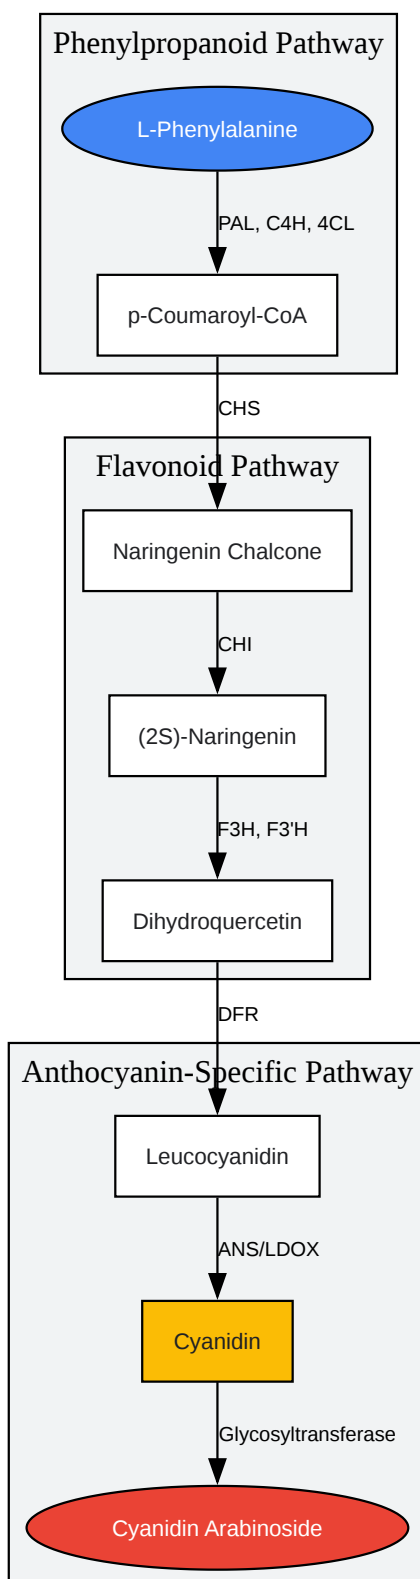 Phenylpropanoid Pathway
L-Phenylalanine
PAL, C4H, 4CL
p-Coumaroyl-CoA
CHS
Flavonoid Pathway
Naringenin Chalcone
CHI
(2S)-Naringenin
F3H, F3'H
Dihydroquercetin
DFR
Anthocyanin-Specific Pathway
Leucocyanidin
ANS/LDOX
Cyanidin
Glycosyltransferase
Cyanidin Arabinoside